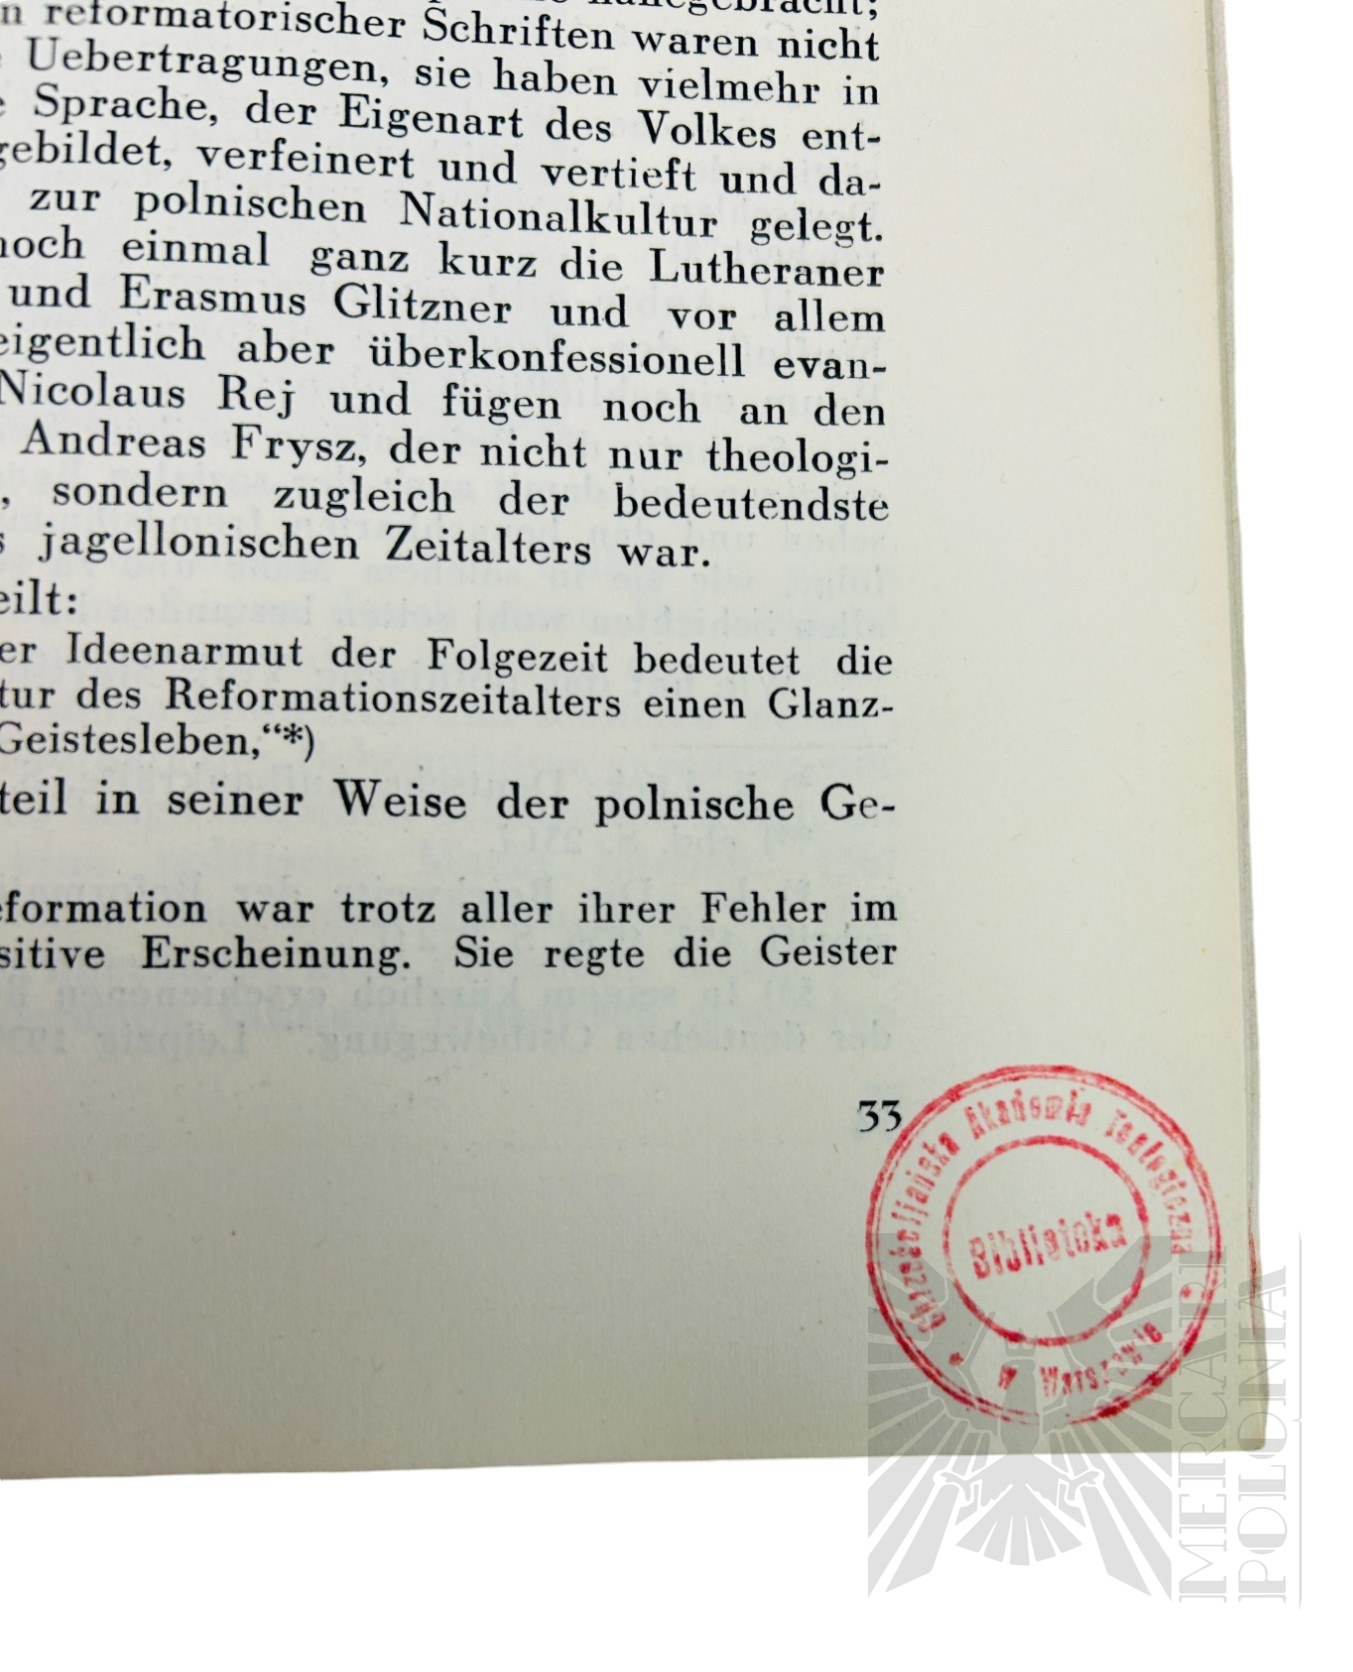 reformatorischer Schriften waren nicht
Uebertragungen, sie haben vielmehr in
Sprache, der Eigenart des Volkes ent-
gebildet, verfeinert und vertieft und da-
zur polnischen Nationalkultur gelegt.
noch einmal ganz kurz die Lutheraner
und Erasmus Glitzner und vor allem
eigentlich aber überkonfessionell evan-
Nicolaus Rej und fügen noch an den
Andreas Frysz, der nicht nur theologi-
, sondern zugleich der bedeutendste
s jagellonischen Zeitalters war.
eilt:
er Ideenarmut der Folgezeit bedeutet die
tur des Reformationszeitalters einen Glanz-
Geistesleben,“*)
teil in seiner Weise der polnische Ge-
eformation war trotz aller ihrer Fehler im
sitive Erscheinung. Sie regte die Geister
33
Chrześcijańska Akademia Teologiczna
Biblioteka
* w Warszawie *
MERCARI
POLONIA